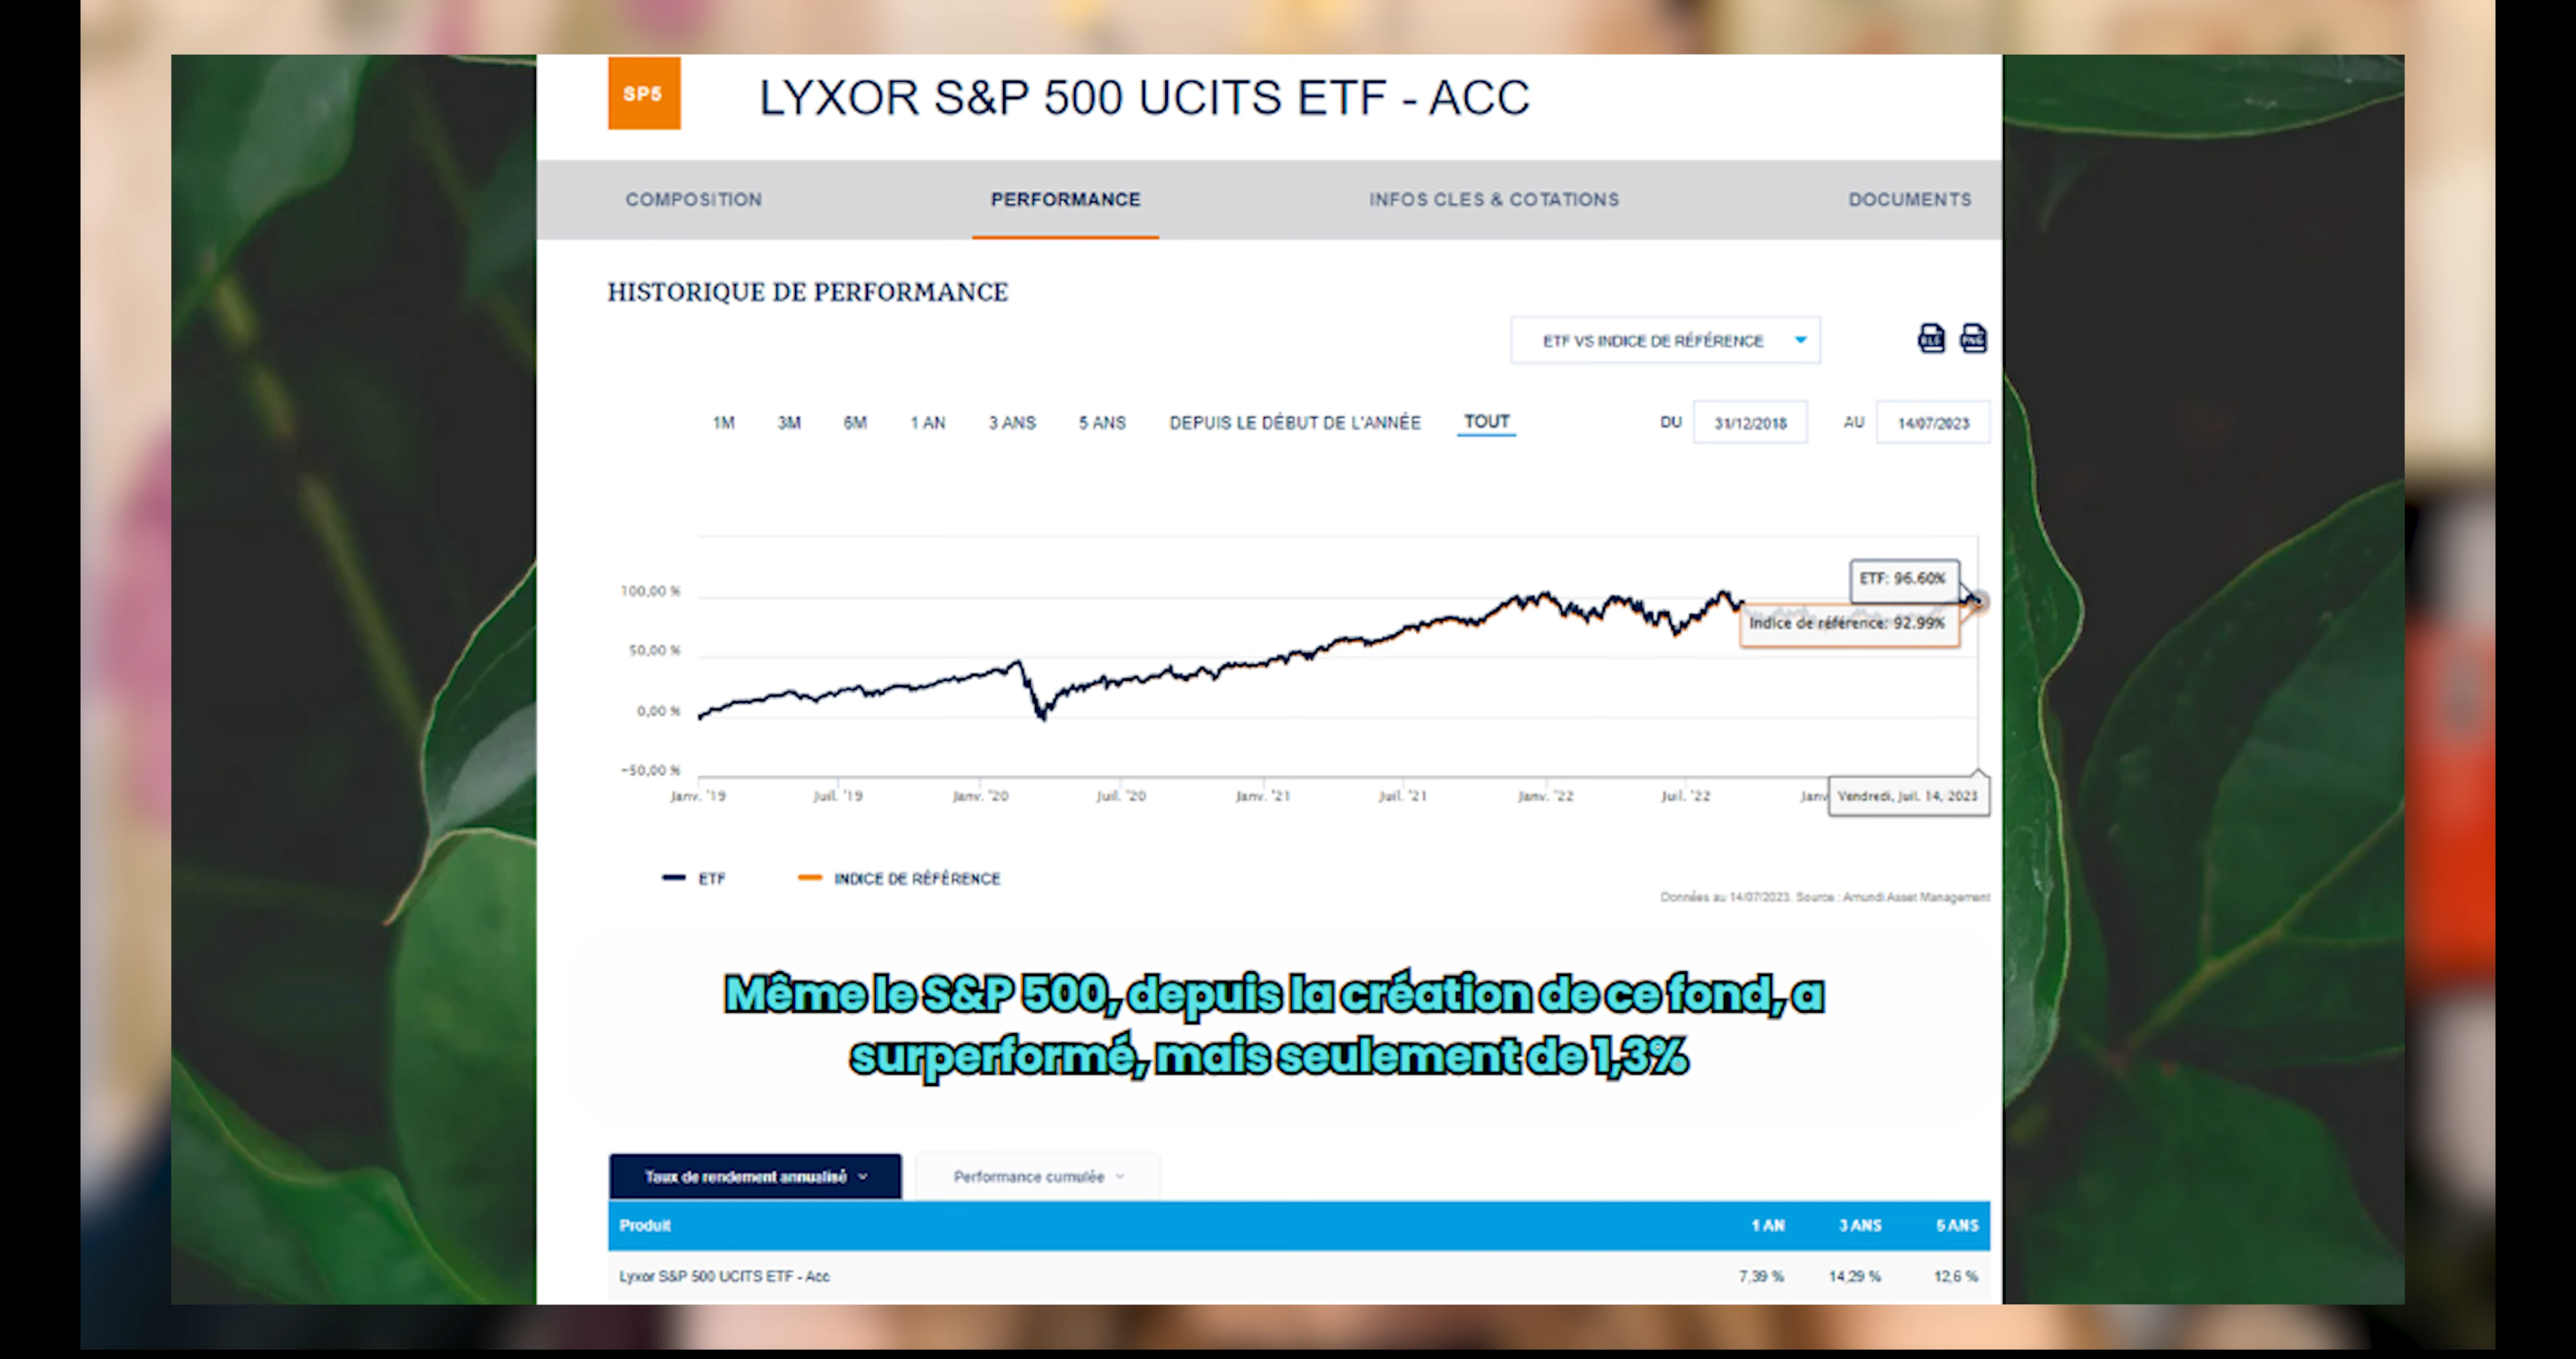 SP5
LYXOR S&P 500 UCITS ETF - ACC
COMPOSITION PERFORMANCE INFOS CLES & COTATIONS DOCUMENTS
HISTORIQUE DE PERFORMANCE
ETF VS INDICE DE RÉFÉRENCE XLS PNG
1M 3M 6M 1 AN 3 ANS 5 ANS DEPUIS LE DÉBUT DE L'ANNÉE TOUT DU 31/12/2018 AU 14/07/2023
ETF: 96.60%
100,00 %
Indice de référence: 92.99%
50,00 %
0,00 %
-50,00 %
Janv. '19 Juil. '19 Janv. '20 Juil. '20 Janv. '21 Juil. '21 Janv. '22 Juil. '22 Janv Vendredi, Juil. 14, 2023
ETF INDICE DE RÉFÉRENCE
Données au 14/07/2023. Source : Amundi Asset Management
Même le S&P 500, depuis la création de ce fond, a
surperformé, mais seulement de 1,3%
Taux de rendement annualisé Performance cumulée
Produit 1 AN 3 ANS 5 ANS
Lyxor S&P 500 UCITS ETF - Acc 7,39 % 14,29 % 12,6 %